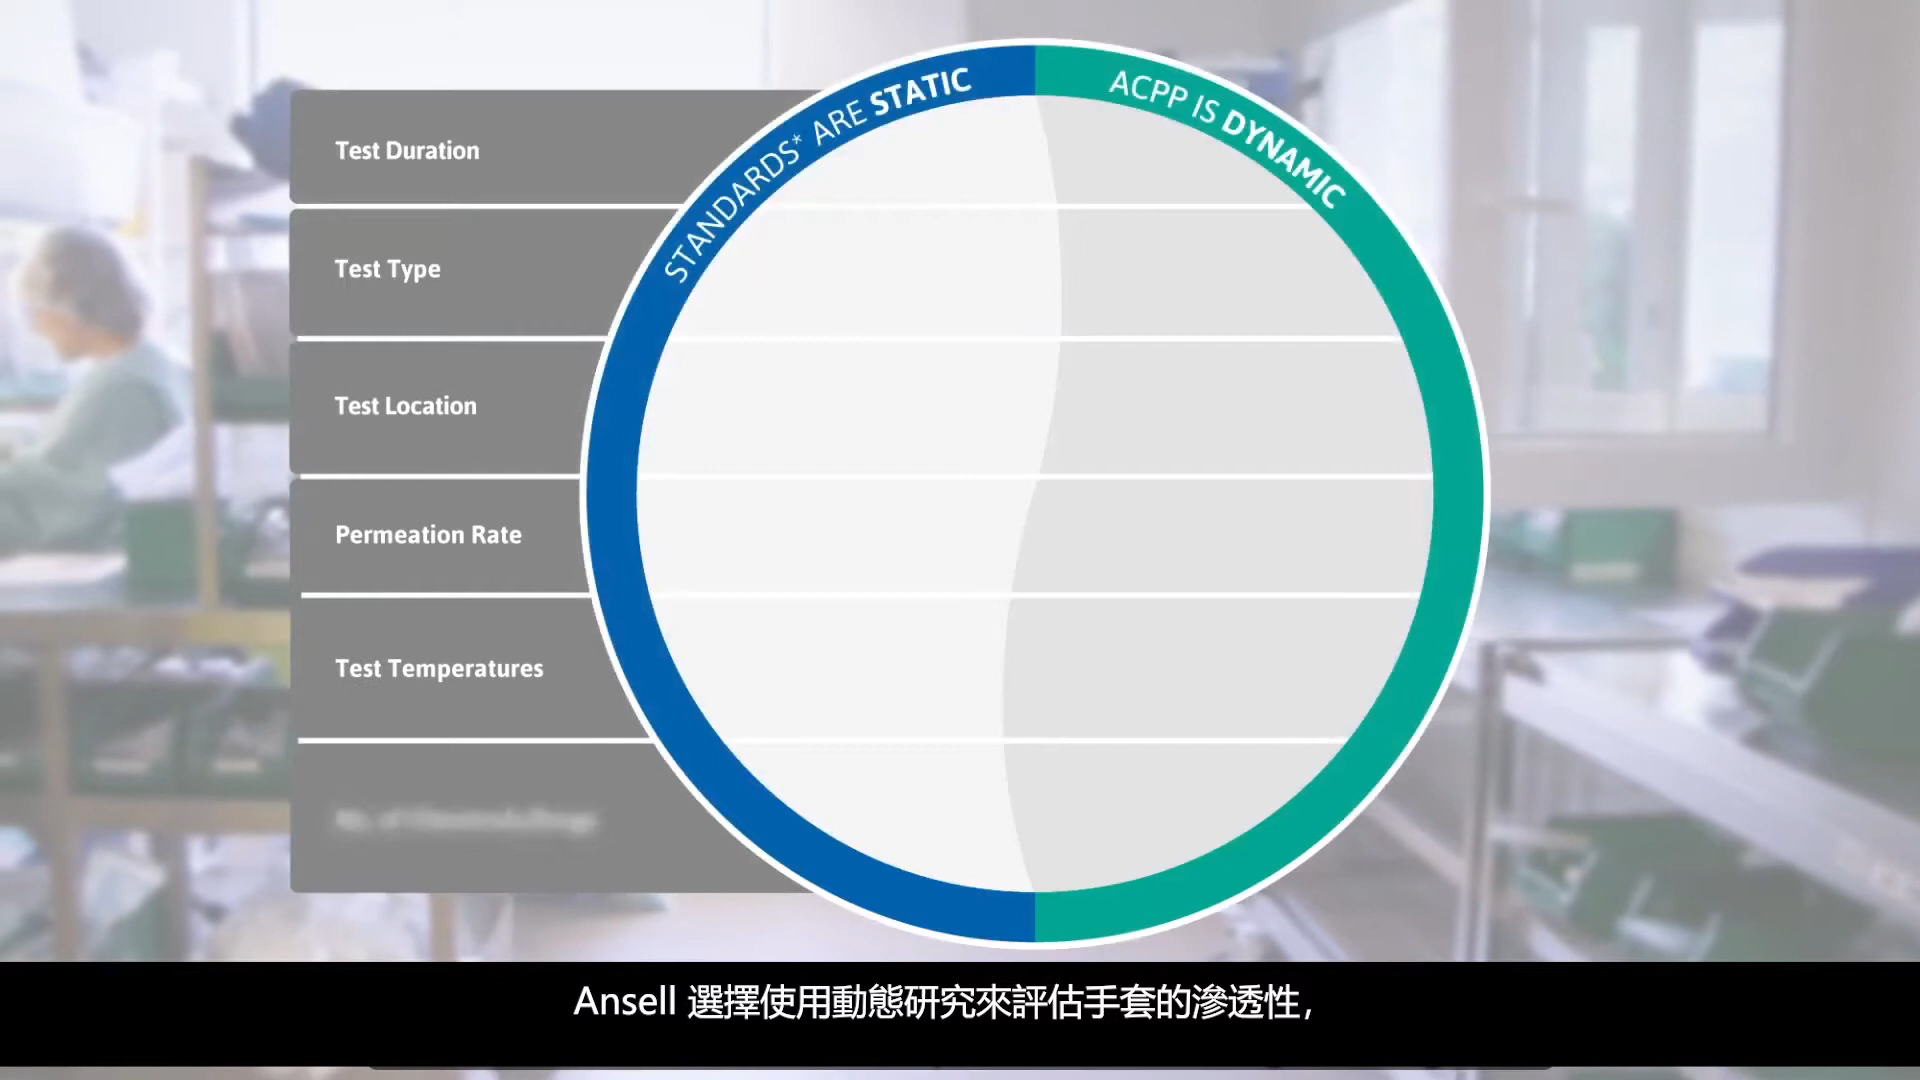 STANDARDS* ARE STATIC
ACPP IS DYNAMIC
Test Duration
Test Type
Test Location
Permeation Rate
Test Temperatures
Ansell 選擇使用動態研究來評估手套的滲透性，